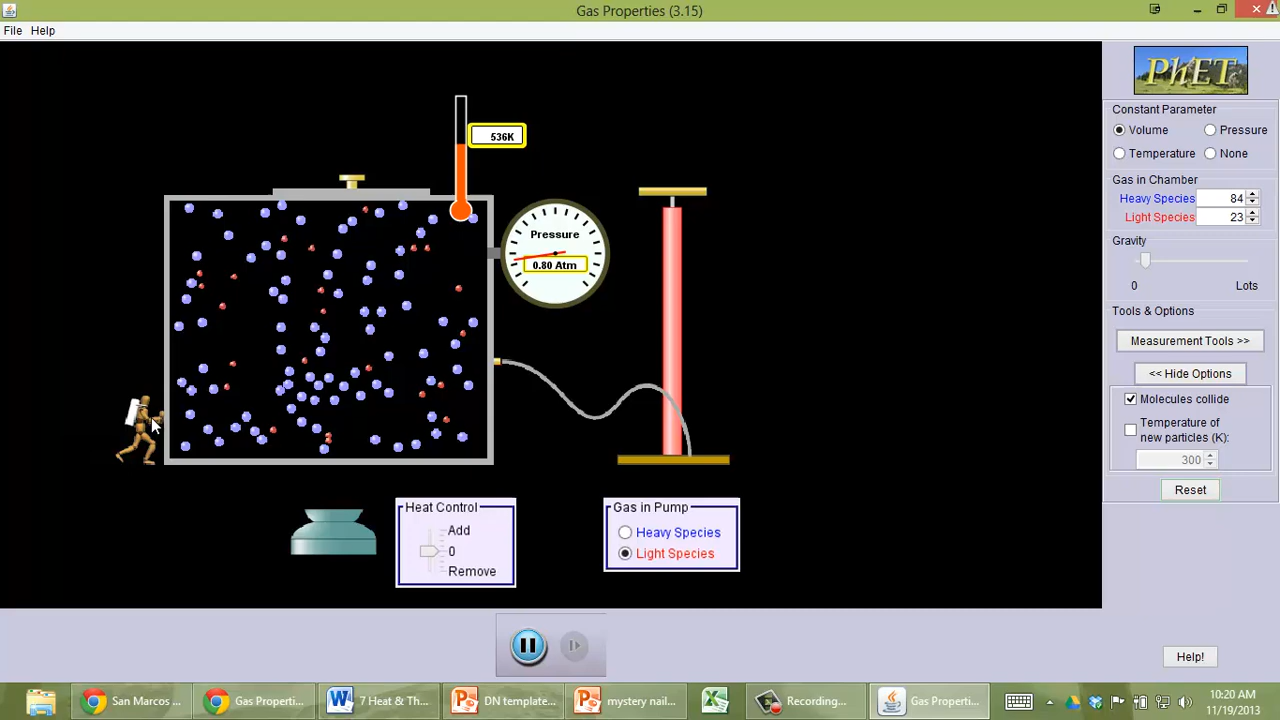 Gas Properties (3.15)
File Help
PhET
Constant Parameter
Volume Pressure
Temperature None
Gas in Chamber
Heavy Species 84
Light Species 23
Gravity
0 Lots
Tools & Options
Measurement Tools >>
<< Hide Options
Molecules collide
Temperature of
new particles (K):
300
Reset
536K
Pressure
0.80 Atm
Heat Control
Add
0
Remove
Gas in Pump
Heavy Species
Light Species
Help!
San Marcos ... Gas Properti... 7 Heat & Th... DN template... mystery nail... Recording... Gas Properti...
10:20 AM
11/19/2013